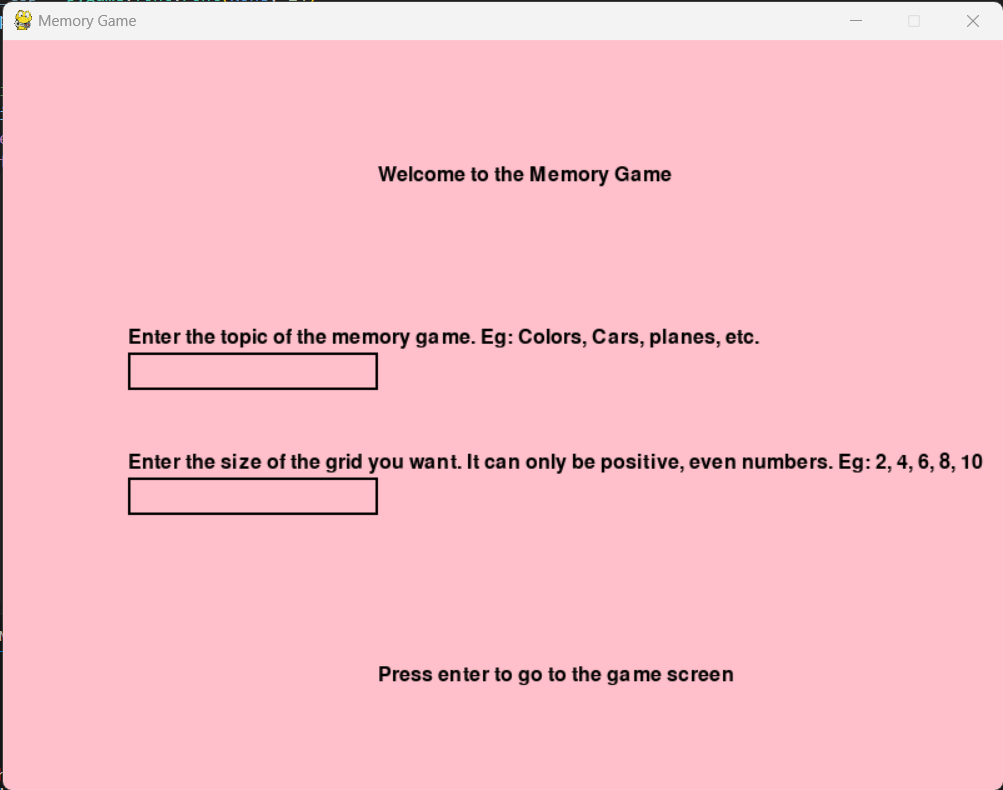 Memory Game
Welcome to the Memory Game
Enter the topic of the memory game. Eg: Colors, Cars, planes, etc.
Enter the size of the grid you want. It can only be positive, even numbers. Eg: 2, 4, 6, 8, 10
Press enter to go to the game screen